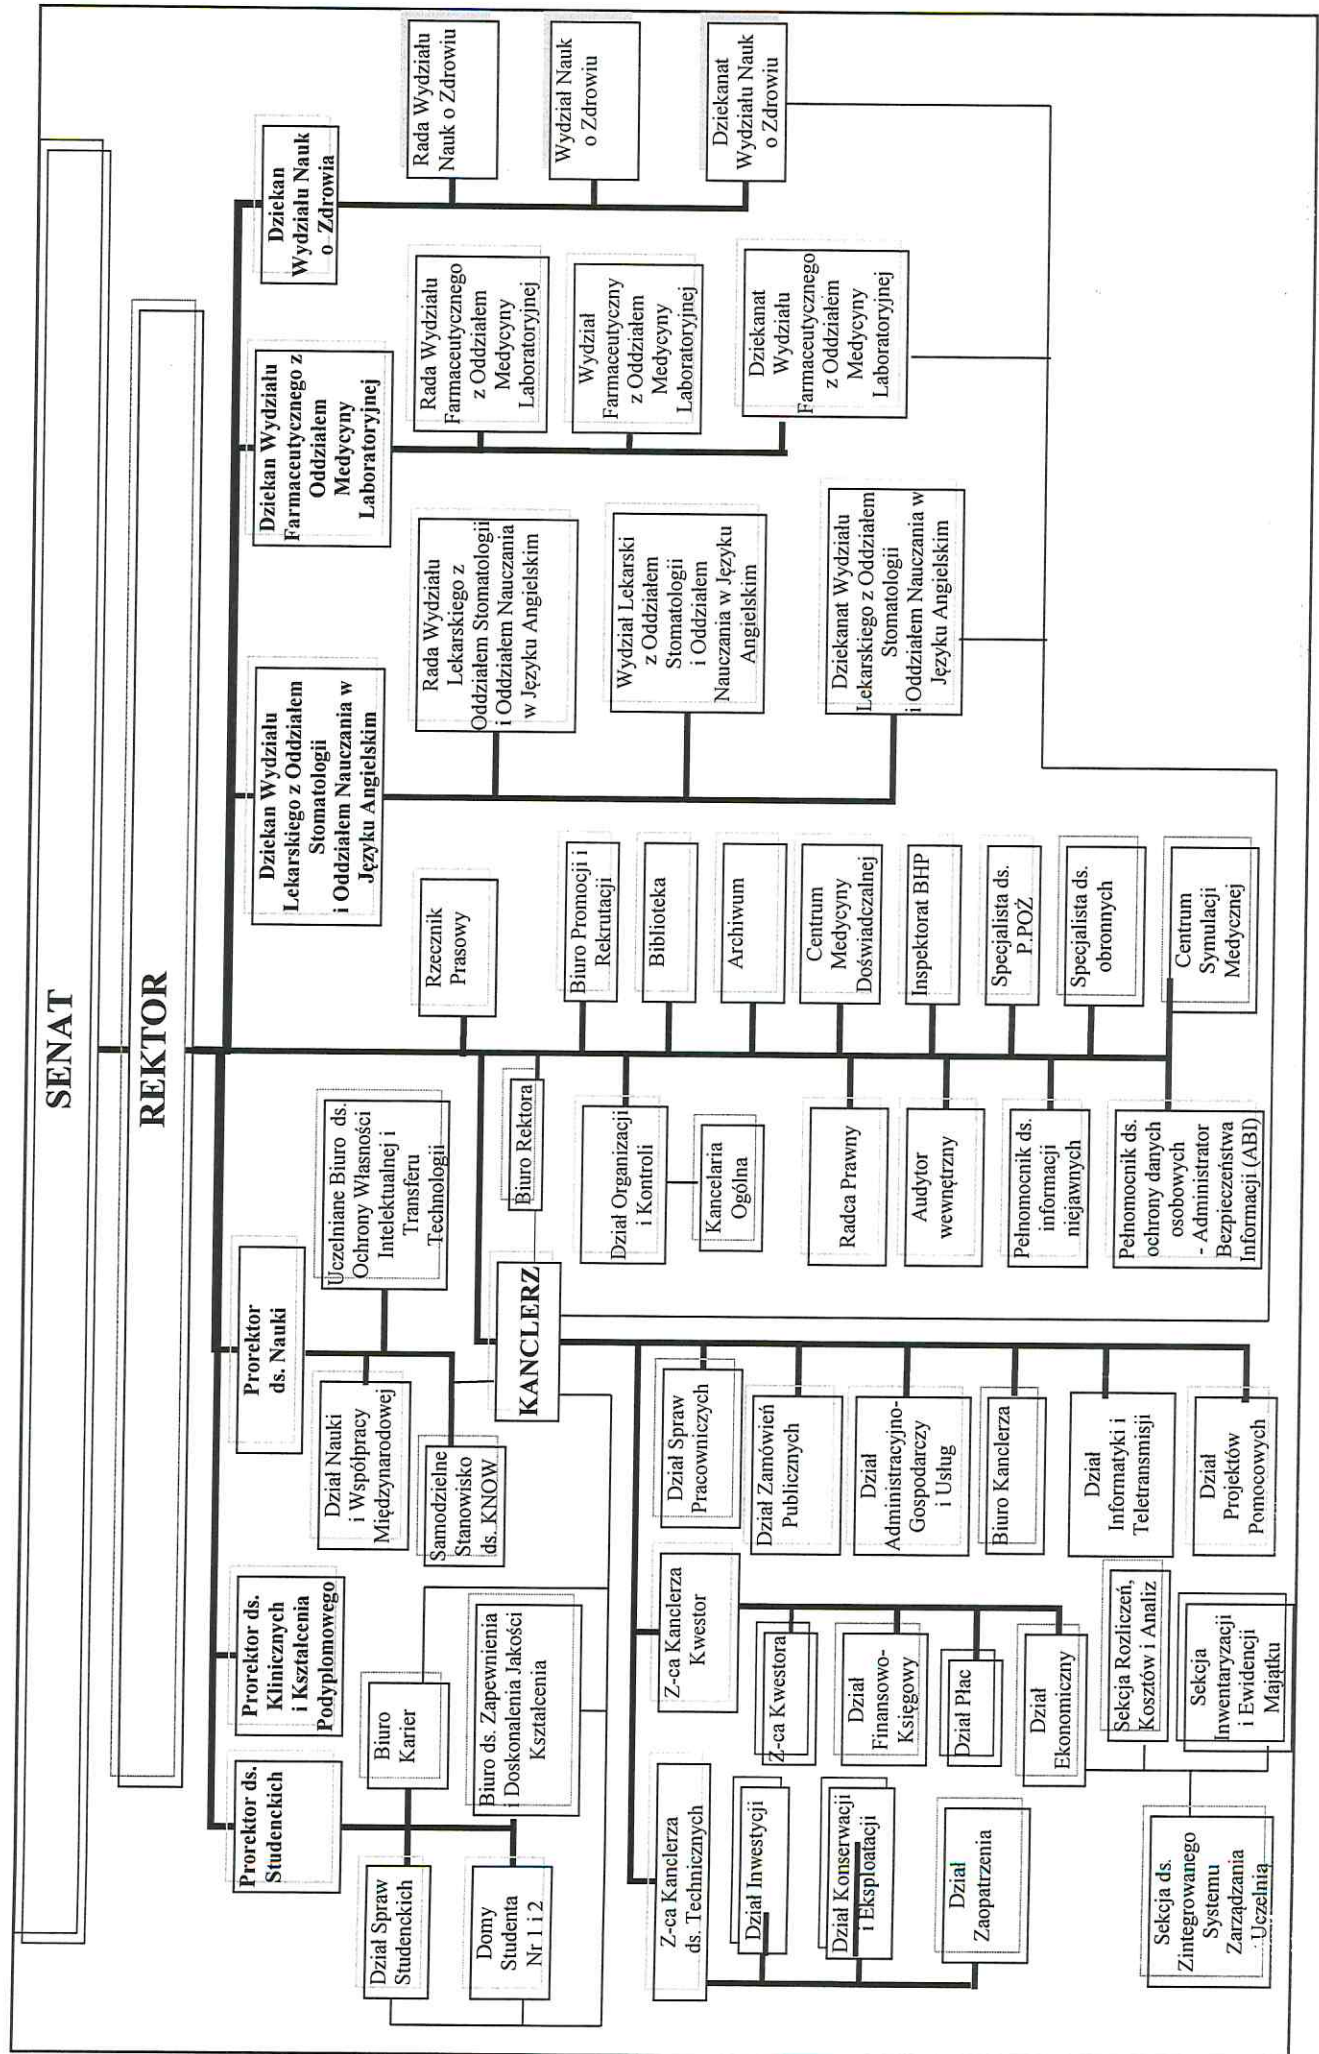 SENAT
REKTOR
Prorektor ds.
Studenckich
Prorektor ds.
Klinicznych
i Kształcenia
Podyplomowego
Prorektor
ds. Nauki
Dziekan Wydziału
Lekarskiego z Oddziałem
Stomatologii
i Oddziałem Nauczania w
Języku Angielskim
Dziekan Wydziału
Farmaceutycznego z
Oddziałem
Medycyny
Laboratoryjnej
Dziekan
Wydziału Nauk
o Zdrowia
Dział Spraw
Studenckich
Biuro
Karier
Domy
Studenta
Nr 1 i 2
Biuro ds. Zapewnienia
i Doskonalenia Jakości
Kształcenia
Dział Nauki
i Współpracy
Międzynarodowej
Uczelniane Biuro ds.
Ochrony Własności
Intelektualnej i
Transferu
Technologii
Samodzielne
Stanowisko
ds. KNOW
KANCLERZ
Biuro Rektora
Rzecznik
Prasowy
Dział Organizacji
i Kontroli
Kancelaria
Ogólna
Radca Prawny
Audytor
wewnętrzny
Pełnomocnik ds.
informacji
niejawnych
Pełnomocnik ds.
ochrony danych
osobowych
- Administrator
Bezpieczeństwa
Informacji (ABI)
Biuro Promocji i
Rekrutacji
Biblioteka
Archiwum
Centrum
Medycyny
Doświadczalnej
Inspektorat BHP
Specjalista ds.
P.POŻ
Specjalista ds.
obronnych
Centrum
Symulacji
Medycznej
Rada Wydziału
Lekarskiego z
Oddziałem Stomatologii
i Oddziałem Nauczania
w Języku Angielskim
Wydział Lekarski
z Oddziałem
Stomatologii
i Oddziałem
Nauczania w Języku
Angielskim
Dziekanat Wydziału
Lekarskiego z Oddziałem
Stomatologii
i Oddziałem Nauczania w
Języku Angielskim
Rada Wydziału
Farmaceutycznego
z Oddziałem
Medycyny
Laboratoryjnej
Wydział
Farmaceutyczny
z Oddziałem
Medycyny
Laboratoryjnej
Dziekanat
Wydziału
Farmaceutycznego
z Oddziałem
Medycyny
Laboratoryjnej
Rada Wydziału
Nauk o Zdrowiu
Wydział Nauk
o Zdrowiu
Dziekanat
Wydziału Nauk
o Zdrowiu
Z-ca Kanclerza
ds. Technicznych
Dział Inwestycji
Dział Konserwacji
i Eksploatacji
Dział
Zaopatrzenia
Z-ca Kanclerza
Kwestor
Z-ca Kwestora
Dział
Finansowo-
Księgowy
Dział Płac
Dział
Ekonomiczny
Sekcja Rozliczeń,
Kosztów i Analiz
Sekcja
Inwentaryzacji
i Ewidencji
Majątku
Sekcja ds.
Zintegrowanego
Systemu
Zarządzania
Uczelnią
Dział Spraw
Pracowniczych
Dział Zamówień
Publicznych
Dział
Administracyjno-
Gospodarczy
i Usług
Biuro Kanclerza
Dział
Informatyki i
Teletransmisji
Dział
Projektów
Pomocowych